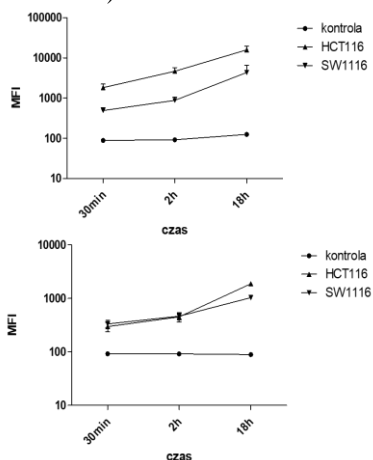 )
100000
10000
1000
100
10
MFI
30min
2h
18h
czas
kontrola
HCT116
SW1116
10000
1000
100
10
MFI
30min
2h
18h
czas
kontrola
HCT116
SW1116